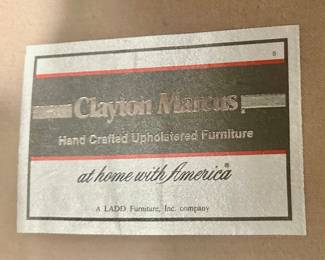 ®
Clayton Marcus
Hand Crafted Upholstered Furniture
at home with America®
A LADD Furniture, Inc. company